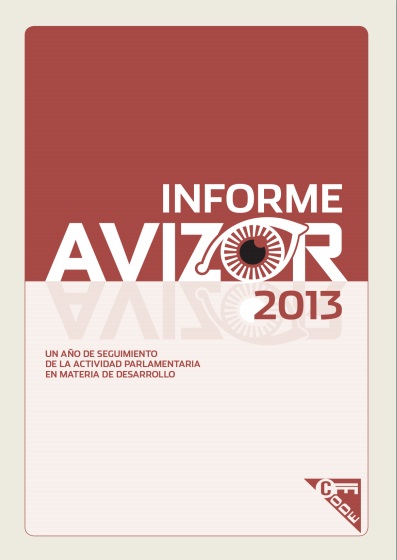 INFORME
AVIZOR
2013
UN AÑO DE SEGUIMIENTO
DE LA ACTIVIDAD PARLAMENTARIA
EN MATERIA DE DESARROLLO